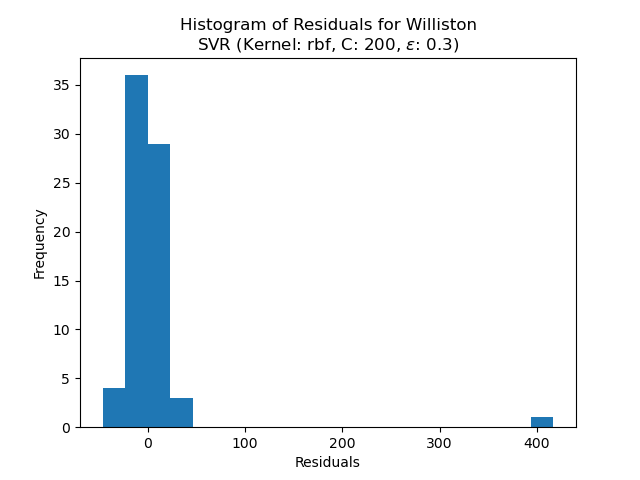 Histogram of Residuals for Williston
SVR (Kernel: rbf, C: 200, ε: 0.3)
35
30
25
20
15
10
5
0
Frequency
0 100 200 300 400
Residuals